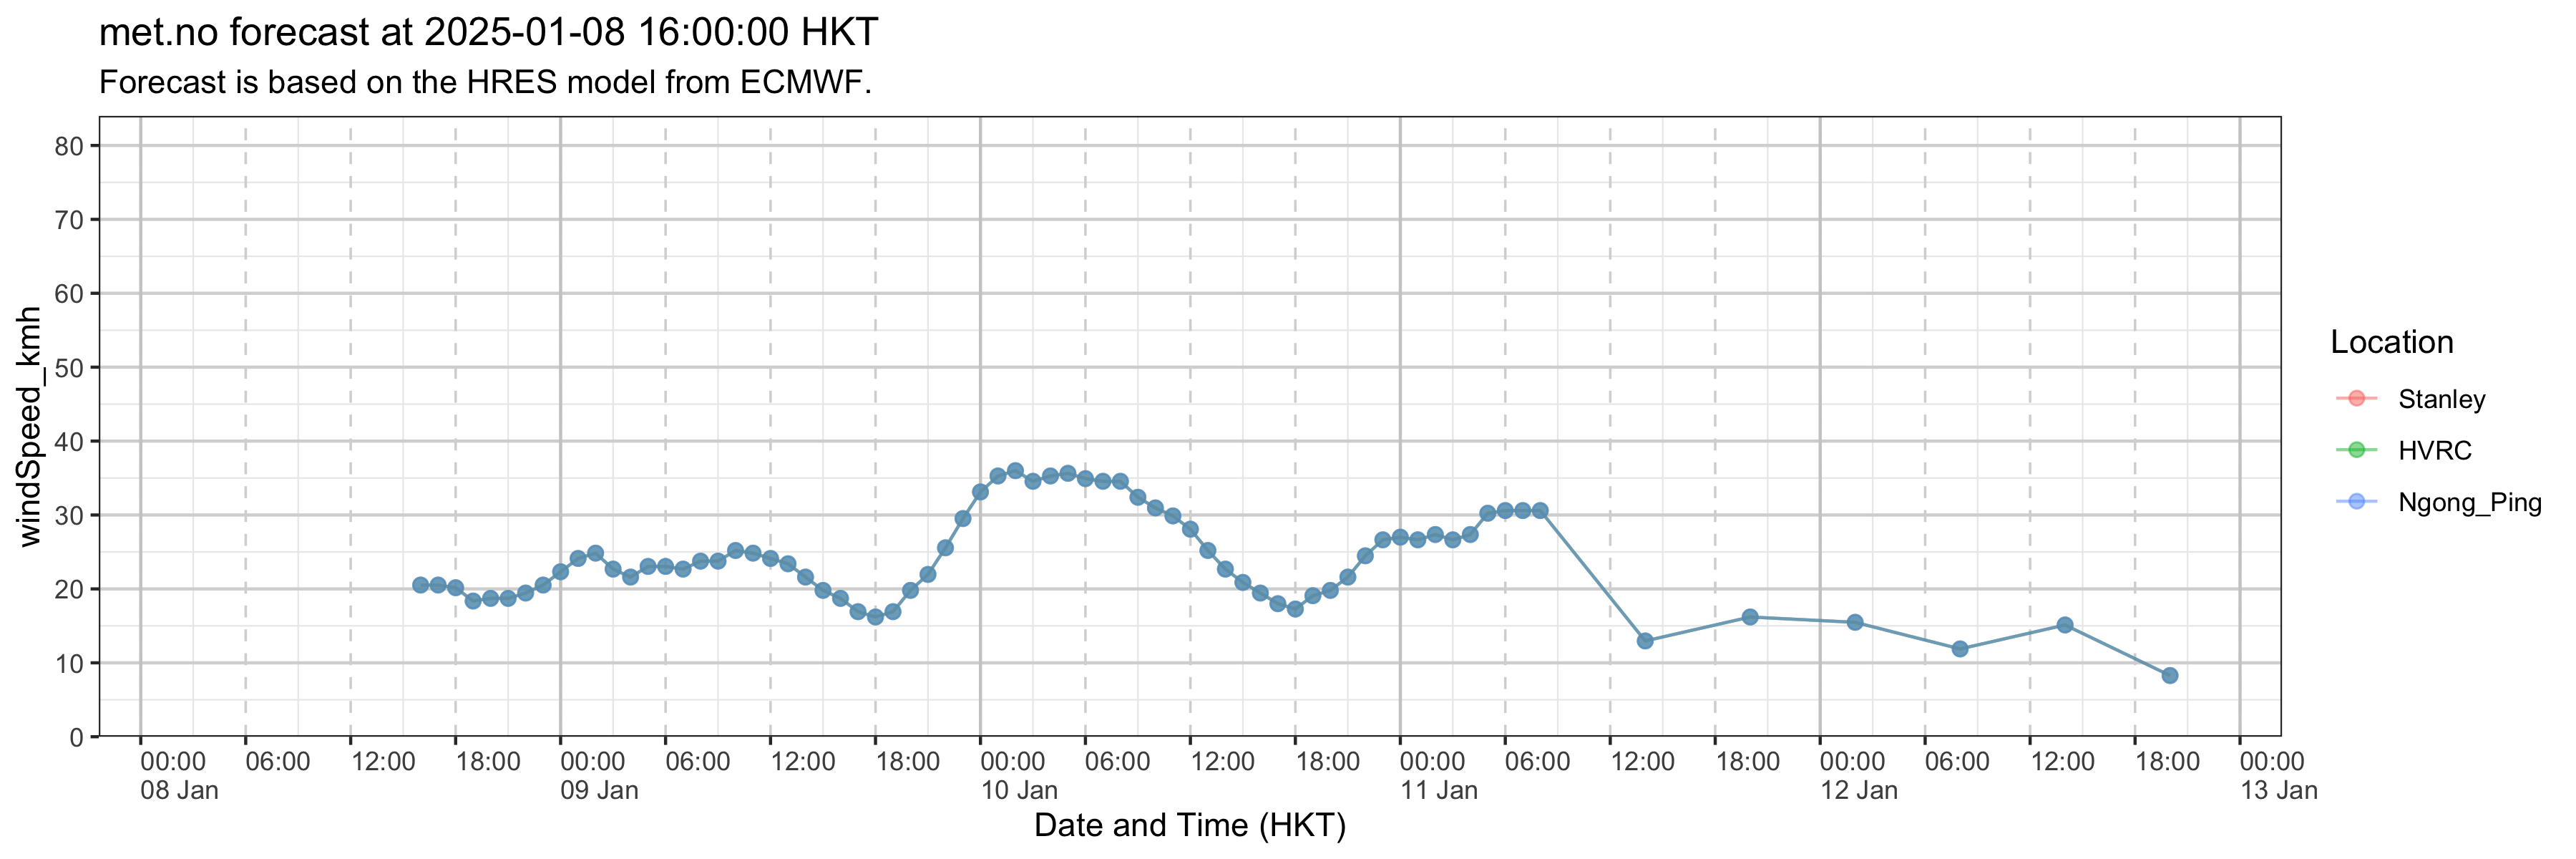 met.no forecast at 2025-01-08 16:00:00 HKT
Forecast is based on the HRES model from ECMWF.
windSpeed_kmh
80
70
60
50
40
30
20
10
0
00:00 06:00 12:00 18:00 00:00 06:00 12:00 18:00 00:00 06:00 12:00 18:00 00:00 06:00 12:00 18:00 00:00 06:00 12:00 18:00 00:00
08 Jan 09 Jan 10 Jan 11 Jan 12 Jan 13 Jan
Date and Time (HKT)
Location
Stanley
HVRC
Ngong_Ping